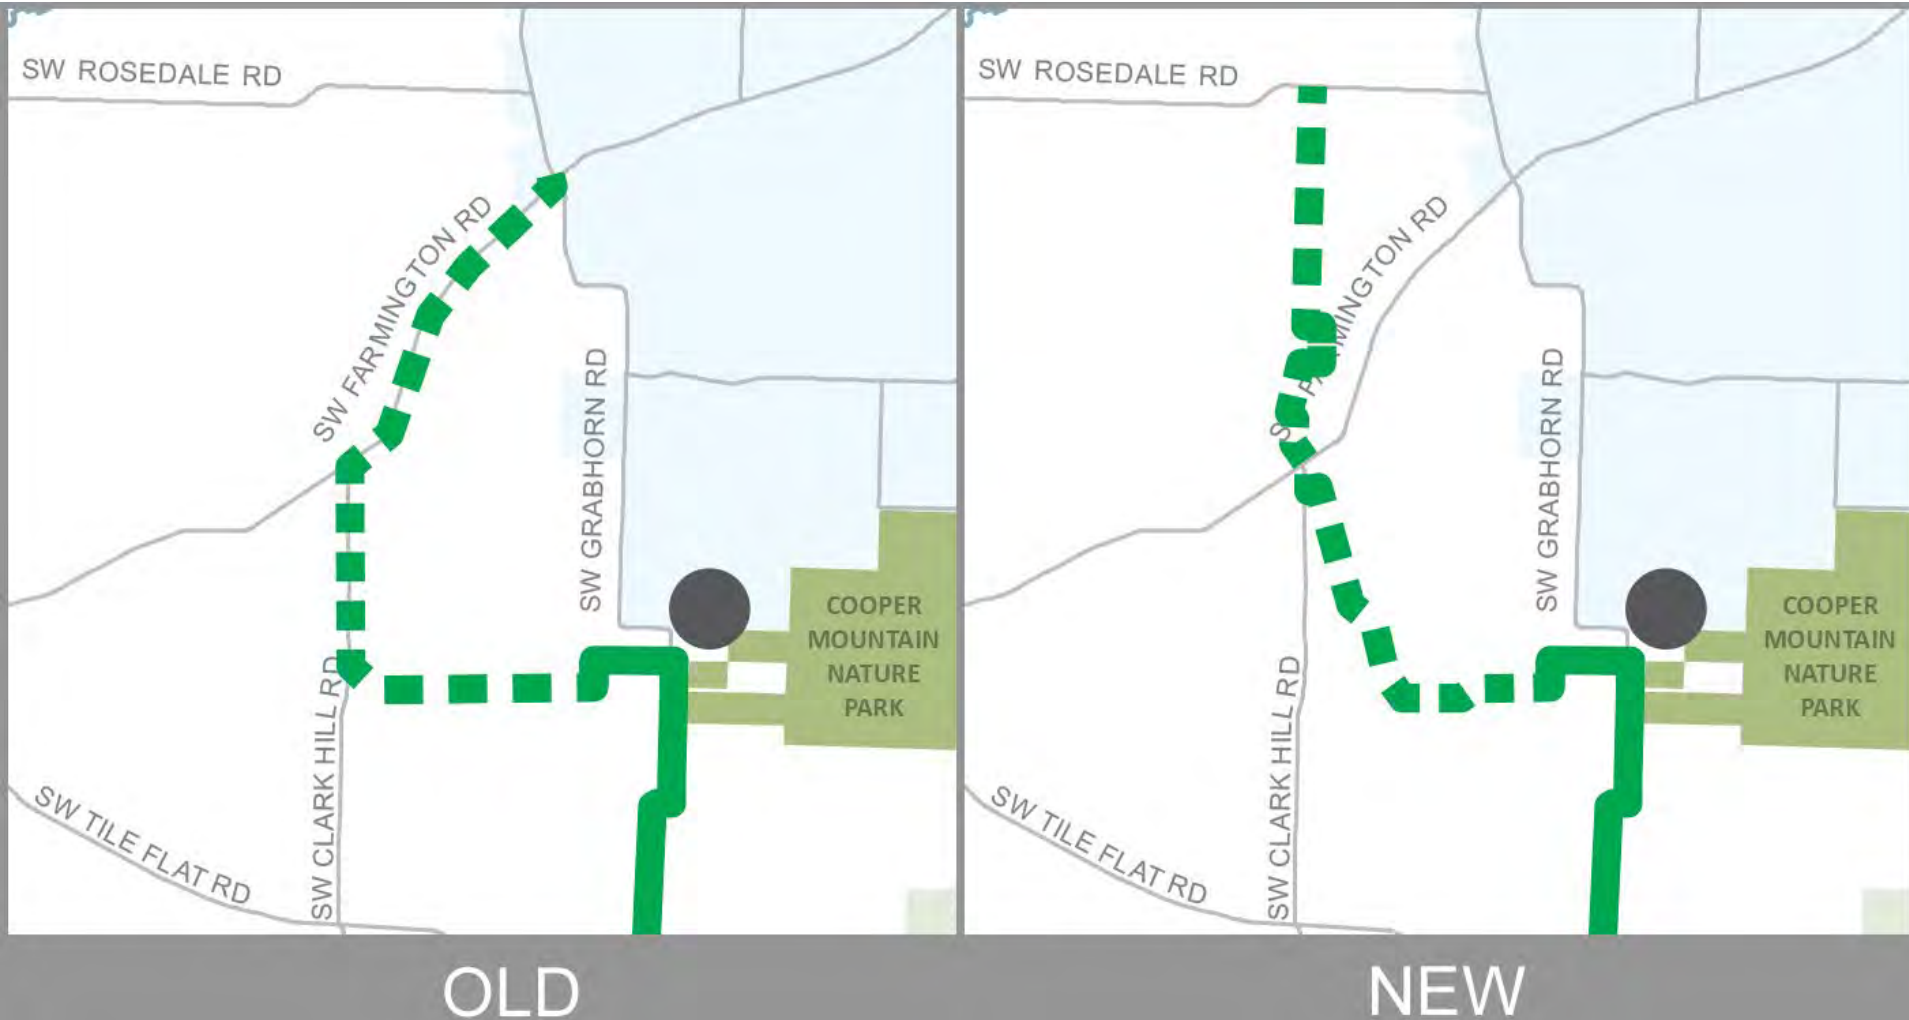 SW ROSEDALE RD
SW FARMINGTON RD
SW GRABHORN RD
COOPER
MOUNTAIN
NATURE
PARK
SW CLARK HILL RD
SW TILE FLAT RD
OLD
SW ROSEDALE RD
MINGTON RD
SW GRABHORN RD
COOPER
MOUNTAIN
NATURE
PARK
SW CLARK HILL RD
SW TILE FLAT RD
NEW